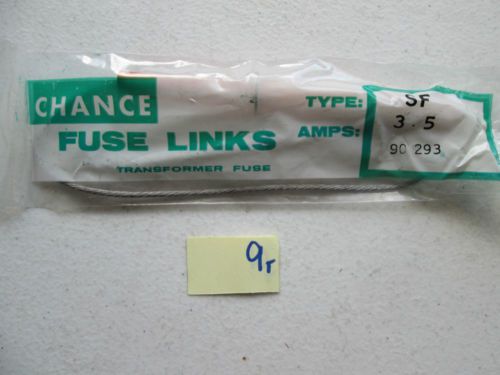 CHANCE
FUSE LINKS
TRANSFORMER FUSE
TYPE: SF
AMPS: 3.5
90 293
9r